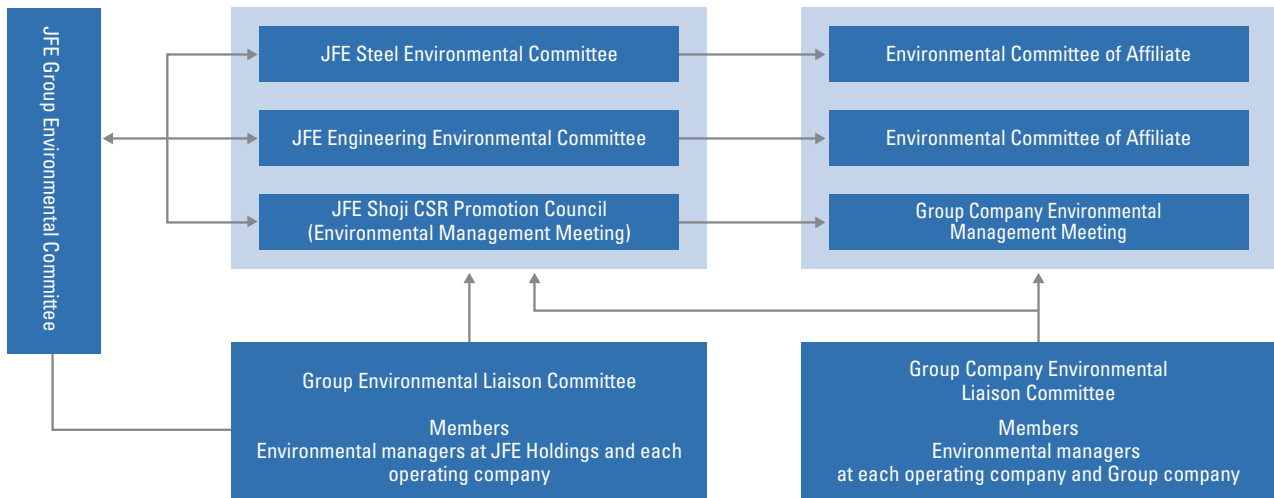 JFE Group Environmental Committee
JFE Steel Environmental Committee
Environmental Committee of Affiliate
JFE Engineering Environmental Committee
Environmental Committee of Affiliate
JFE Shoji CSR Promotion Council
(Environmental Management Meeting)
Group Company Environmental
Management Meeting
Group Environmental Liaison Committee
Members
Environmental managers at JFE Holdings and each
operating company
Group Company Environmental
Liaison Committee
Members
Environmental managers
at each operating company and Group company